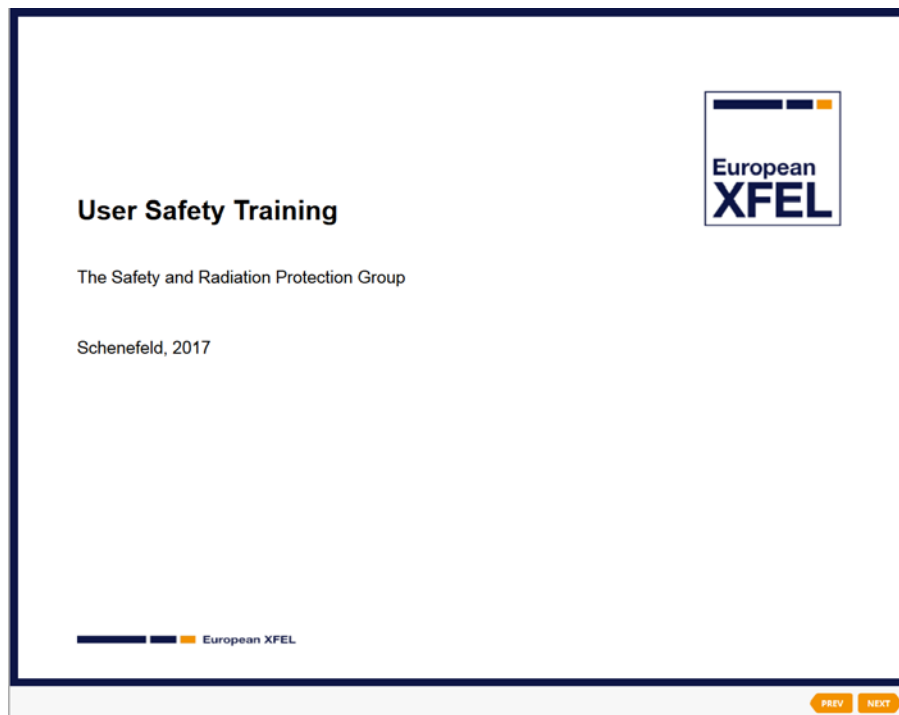 European
XFEL
User Safety Training
The Safety and Radiation Protection Group
Schenefeld, 2017
European XFEL
PREV NEXT